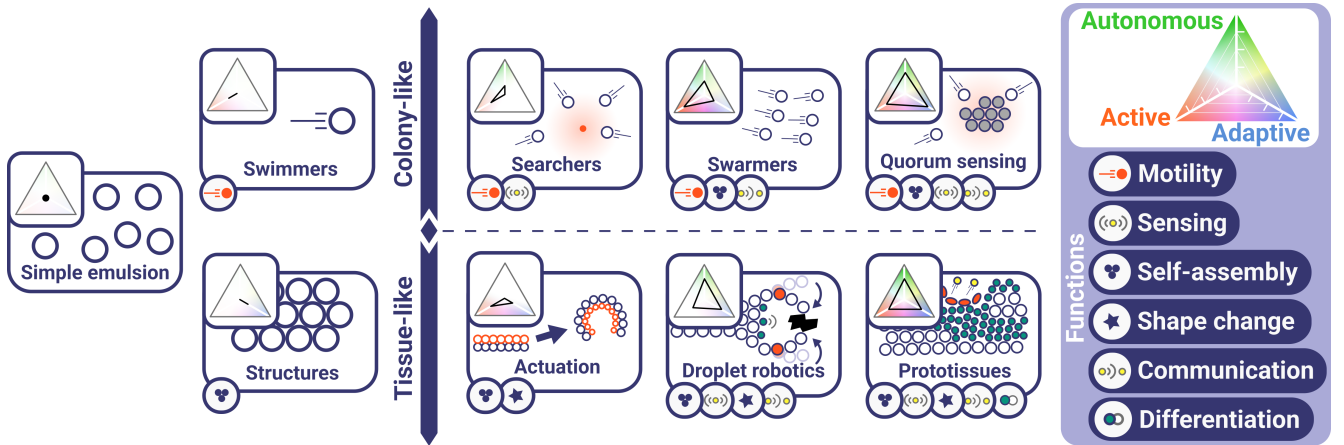 Simple emulsion
Swimmers
Structures
Colony-like
Tissue-like
Searchers
Swarmers
Quorum sensing
Actuation
Droplet robotics
Prototissues
Autonomous
Active
Adaptive
Functions
Motility
Sensing
Self-assembly
Shape change
Communication
Differentiation